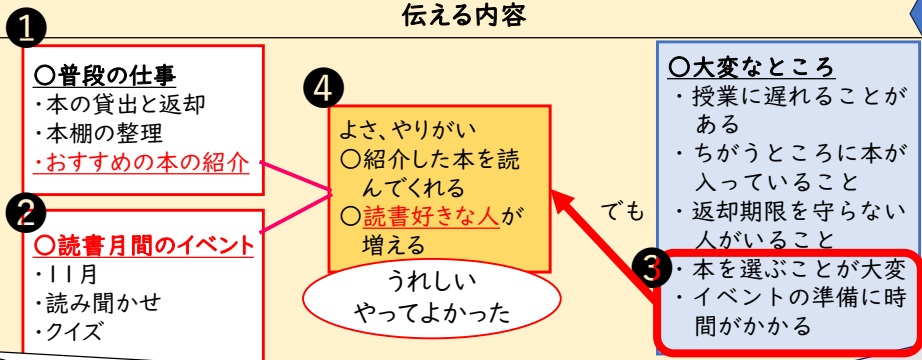 伝える内容
❶
〇普段の仕事
・本の貸出と返却
・本棚の整理
・おすすめの本の紹介
❷
〇読書月間のイベント
・11月
・読み聞かせ
・クイズ
❹
よさ、やりがい
〇紹介した本を読
んでくれる
〇読書好きな人が
増える
うれしい
やってよかった
でも
〇大変なところ
・授業に遅れることが
ある
・ちがうところに本が
入っていること
・返却期限を守らない
人がいること
❸
・本を選ぶことが大変
・イベントの準備に時
間がかかる